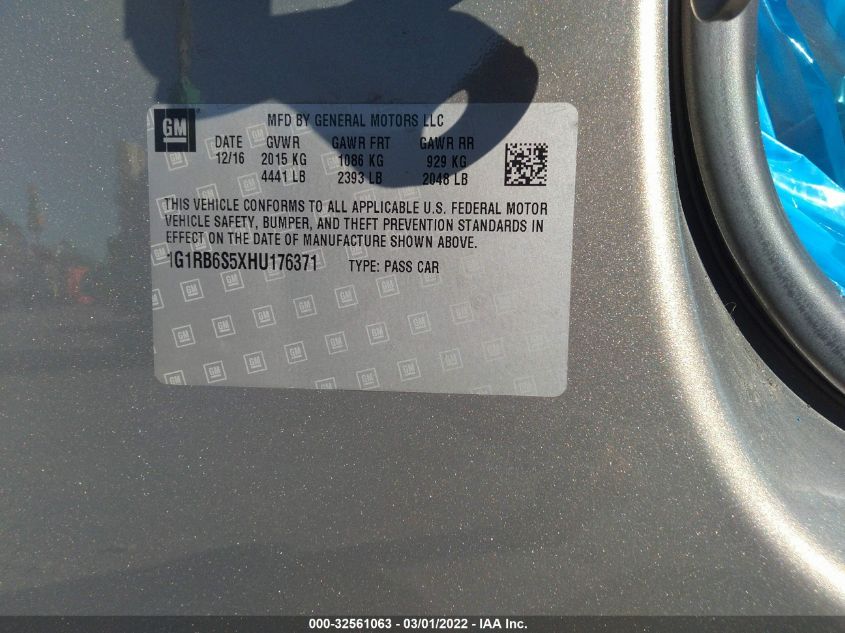 GM
MFD BY GENERAL MOTORS LLC
DATE GVWR GAWR FRT GAWR RR
12/16 2015 KG 1086 KG 929 KG
4441 LB 2393 LB 2048 LB
THIS VEHICLE CONFORMS TO ALL APPLICABLE U.S. FEDERAL MOTOR
VEHICLE SAFETY, BUMPER, AND THEFT PREVENTION STANDARDS IN
EFFECT ON THE DATE OF MANUFACTURE SHOWN ABOVE.
1G1RB6S5XHU176371 TYPE: PASS CAR
000-32561063 - 03/01/2022 - IAA Inc.